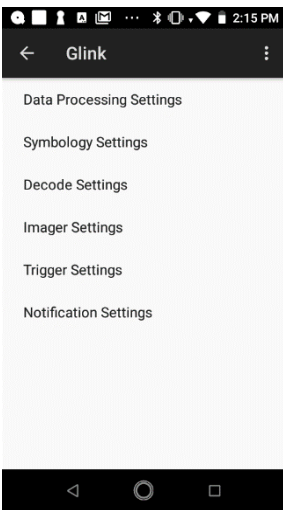 2:15 PM
Glink
Data Processing Settings
Symbology Settings
Decode Settings
Imager Settings
Trigger Settings
Notification Settings